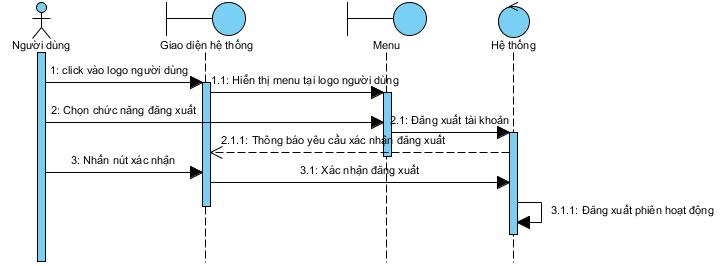 Người dùng
Giao diện hệ thống
Menu
Hệ thống
1: click vào logo người dùng
1.1: Hiển thị menu tại logo người dùng
2: Chọn chức năng đăng xuất
2.1: Đăng xuất tài khoản
2.1.1: Thông báo yêu cầu xác nhận đăng xuất
3: Nhấn nút xác nhận
3.1: Xác nhận đăng xuất
3.1.1: Đăng xuất phiên hoạt động